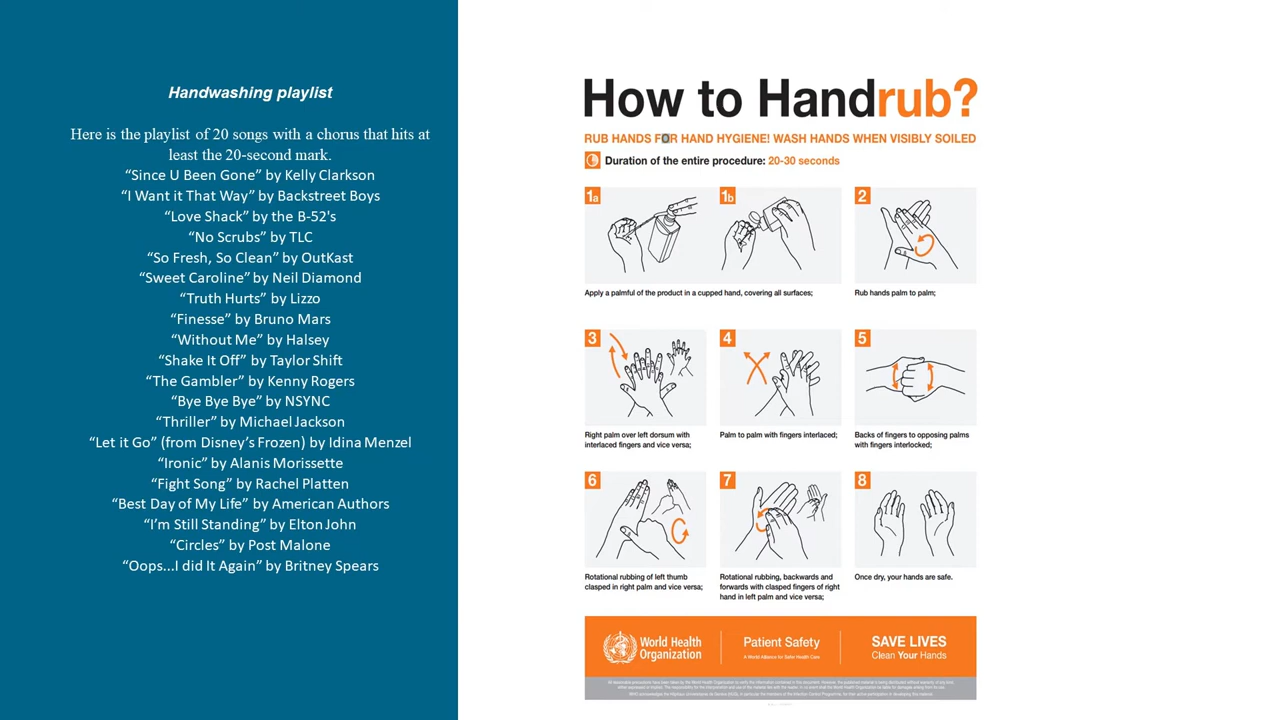 Handwashing playlist
Here is the playlist of 20 songs with a chorus that hits at
least the 20-second mark.
“Since U Been Gone” by Kelly Clarkson
“I Want it That Way” by Backstreet Boys
“Love Shack” by the B-52's
“No Scrubs” by TLC
“So Fresh, So Clean” by OutKast
“Sweet Caroline” by Neil Diamond
“Truth Hurts” by Lizzo
“Finesse” by Bruno Mars
“Without Me” by Halsey
“Shake It Off” by Taylor Shift
“The Gambler” by Kenny Rogers
“Bye Bye Bye” by NSYNC
“Thriller” by Michael Jackson
“Let it Go” (from Disney’s Frozen) by Idina Menzel
“Ironic” by Alanis Morissette
“Fight Song” by Rachel Platten
“Best Day of My Life” by American Authors
“I’m Still Standing” by Elton John
“Circles” by Post Malone
“Oops...I did It Again” by Britney Spears
How to Handrub?
RUB HANDS FOR HAND HYGIENE! WASH HANDS WHEN VISIBLY SOILED
Duration of the entire procedure: 20-30 seconds
1a
1b
2
Apply a palmful of the product in a cupped hand, covering all surfaces;
Rub hands palm to palm;
3
4
5
Right palm over left dorsum with
interlaced fingers and vice versa;
Palm to palm with fingers interlaced;
Backs of fingers to opposing palms
with fingers interlocked;
6
7
8
Rotational rubbing of left thumb
clasped in right palm and vice versa;
Rotational rubbing, backwards and
forwards with clasped fingers of right
hand in left palm and vice versa;
Once dry, your hands are safe.
World Health
Organization
Patient Safety
A World Alliance for Safer Health Care
SAVE LIVES
Clean Your Hands